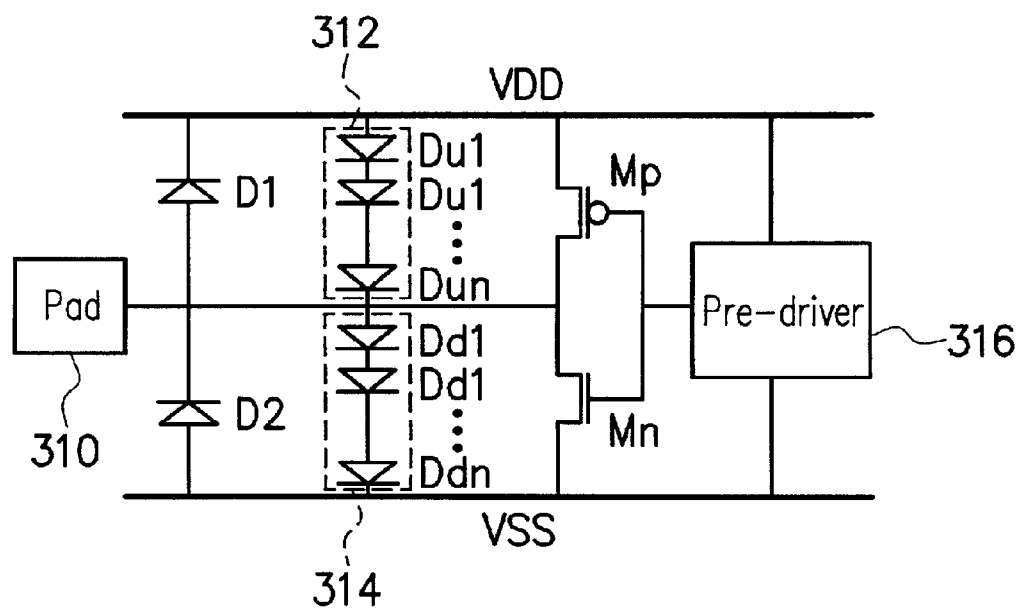 312
VDD
Du1
Du1
Dun
D1
Mp
Pad
Pre-driver
316
Dd1
Dd1
Ddn
D2
Mn
310
VSS
314